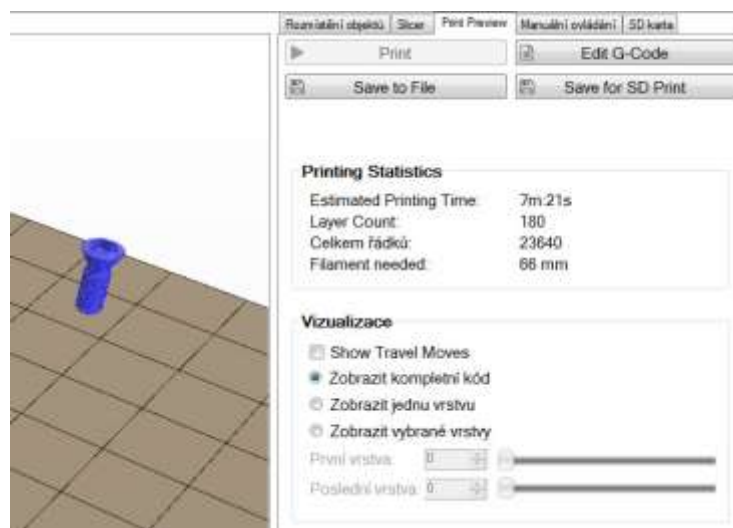 Rozmístění objektů Slicer Print Preview Manuální ovládání SD karta
Print Edit G-Code
Save to File Save for SD Print
Printing Statistics
Estimated Printing Time: 7m:21s
Layer Count: 180
Celkem řádků: 23640
Filament needed: 66 mm
Vizualizace
Show Travel Moves
Zobrazit kompletní kód
Zobrazit jednu vrstvu
Zobrazit vybrané vrstvy
První vrstva: 0
Poslední vrstva: 0